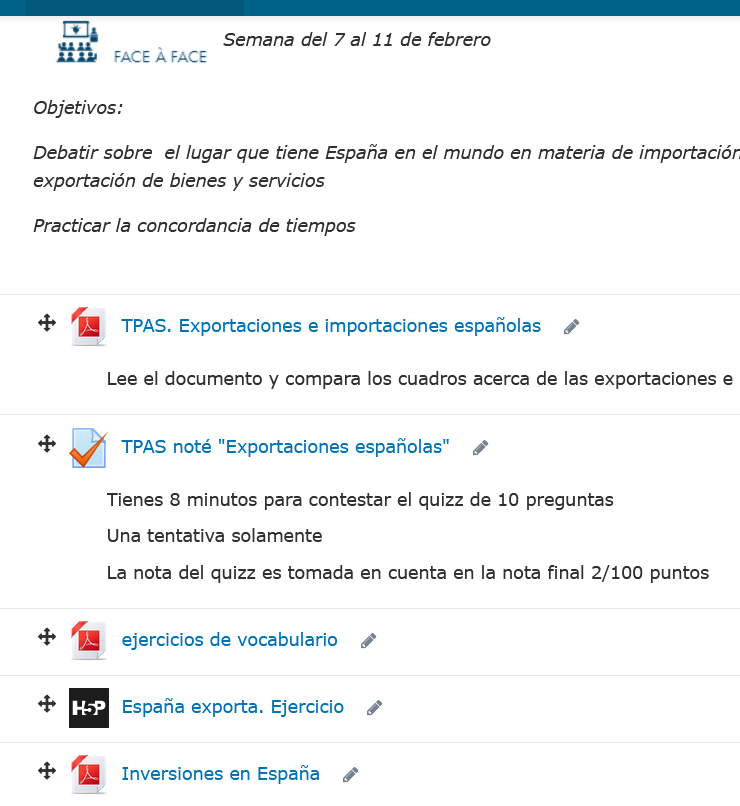 Semana del 7 al 11 de febrero
FACE À FACE
Objetivos:
Debatir sobre  el lugar que tiene España en el mundo en materia de importación
exportación de bienes y servicios
Practicar la concordancia de tiempos
TPAS. Exportaciones e importaciones españolas
Lee el documento y compara los cuadros acerca de las exportaciones e
TPAS noté "Exportaciones españolas"
Tienes 8 minutos para contestar el quizz de 10 preguntas
Una tentativa solamente
La nota del quizz es tomada en cuenta en la nota final 2/100 puntos
ejercicios de vocabulario
H5P España exporta. Ejercicio
Inversiones en España